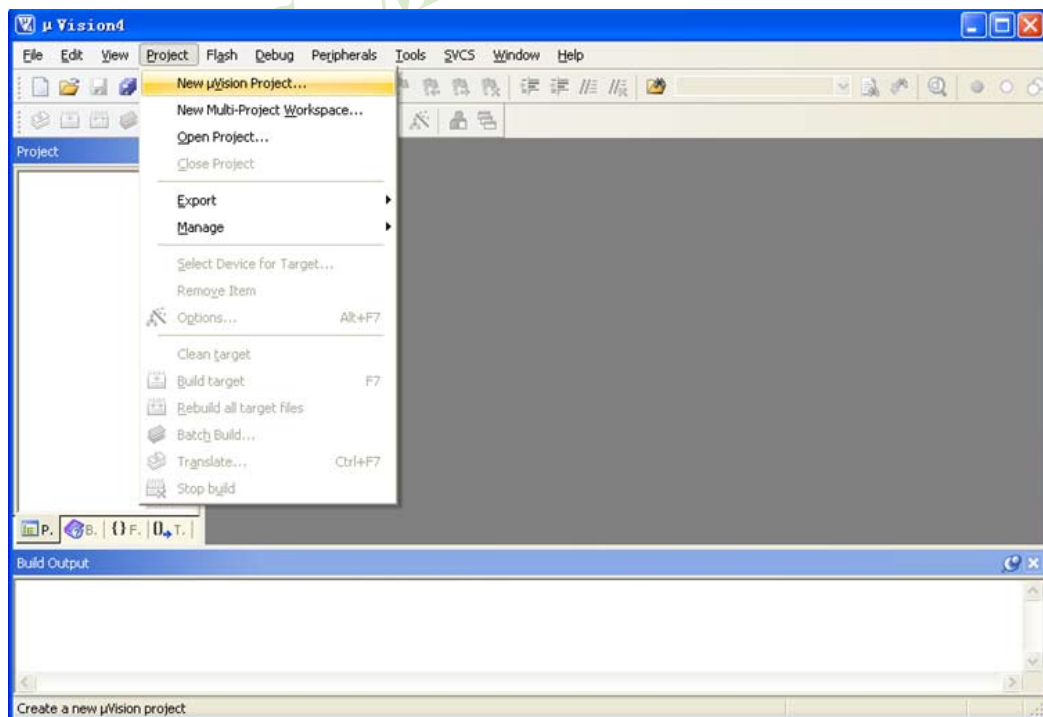 µ Vision4
File Edit View Project Flash Debug Peripherals Tools SVCS Window Help
New µVision Project...
New Multi-Project Workspace...
Open Project...
Close Project
Export
Manage
Select Device for Target...
Remove Item
Options... Alt+F7
Clean target
Build target F7
Rebuild all target files
Batch Build...
Translate... Ctrl+F7
Stop build
Project
P. B. {} F. 0 T.
Build Output
Create a new µVision project